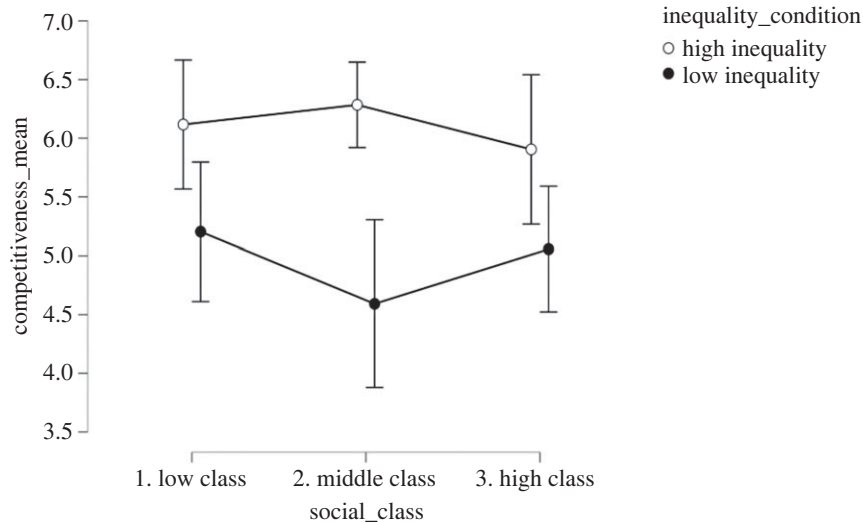 inequality_condition
high inequality
low inequality
competitiveness_mean
7.0
6.5
6.0
5.5
5.0
4.5
4.0
3.5
1. low class 2. middle class 3. high class
social_class